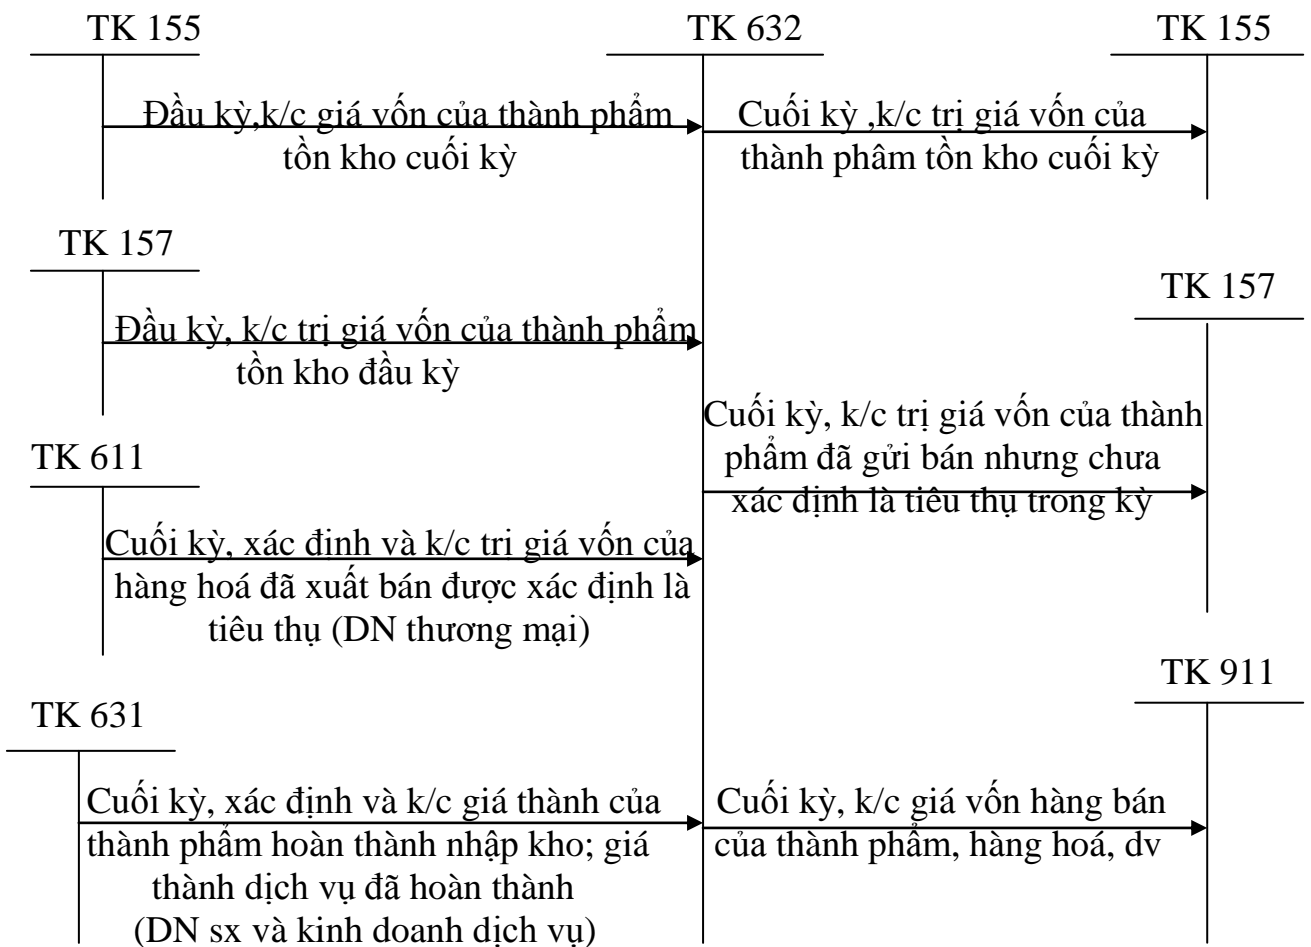 TK 155
TK 632
TK 155
Đầu kỳ,k/c giá vốn của thành phẩm
tồn kho cuối kỳ
Cuối kỳ ,k/c trị giá vốn của
thành phâm tồn kho cuối kỳ
TK 157
TK 157
Đầu kỳ, k/c trị giá vốn của thành phẩm
tồn kho đầu kỳ
Cuối kỳ, k/c trị giá vốn của thành
phẩm đã gửi bán nhưng chưa
xác định là tiêu thụ trong kỳ
TK 611
Cuối kỳ, xác định và k/c trị giá vốn của
hàng hoá đã xuất bán được xác định là
tiêu thụ (DN thương mại)
TK 911
TK 631
Cuối kỳ, xác định và k/c giá thành của
thành phẩm hoàn thành nhập kho; giá
thành dịch vụ đã hoàn thành
(DN sx và kinh doanh dịch vụ)
Cuối kỳ, k/c giá vốn hàng bán
của thành phẩm, hàng hoá, dv